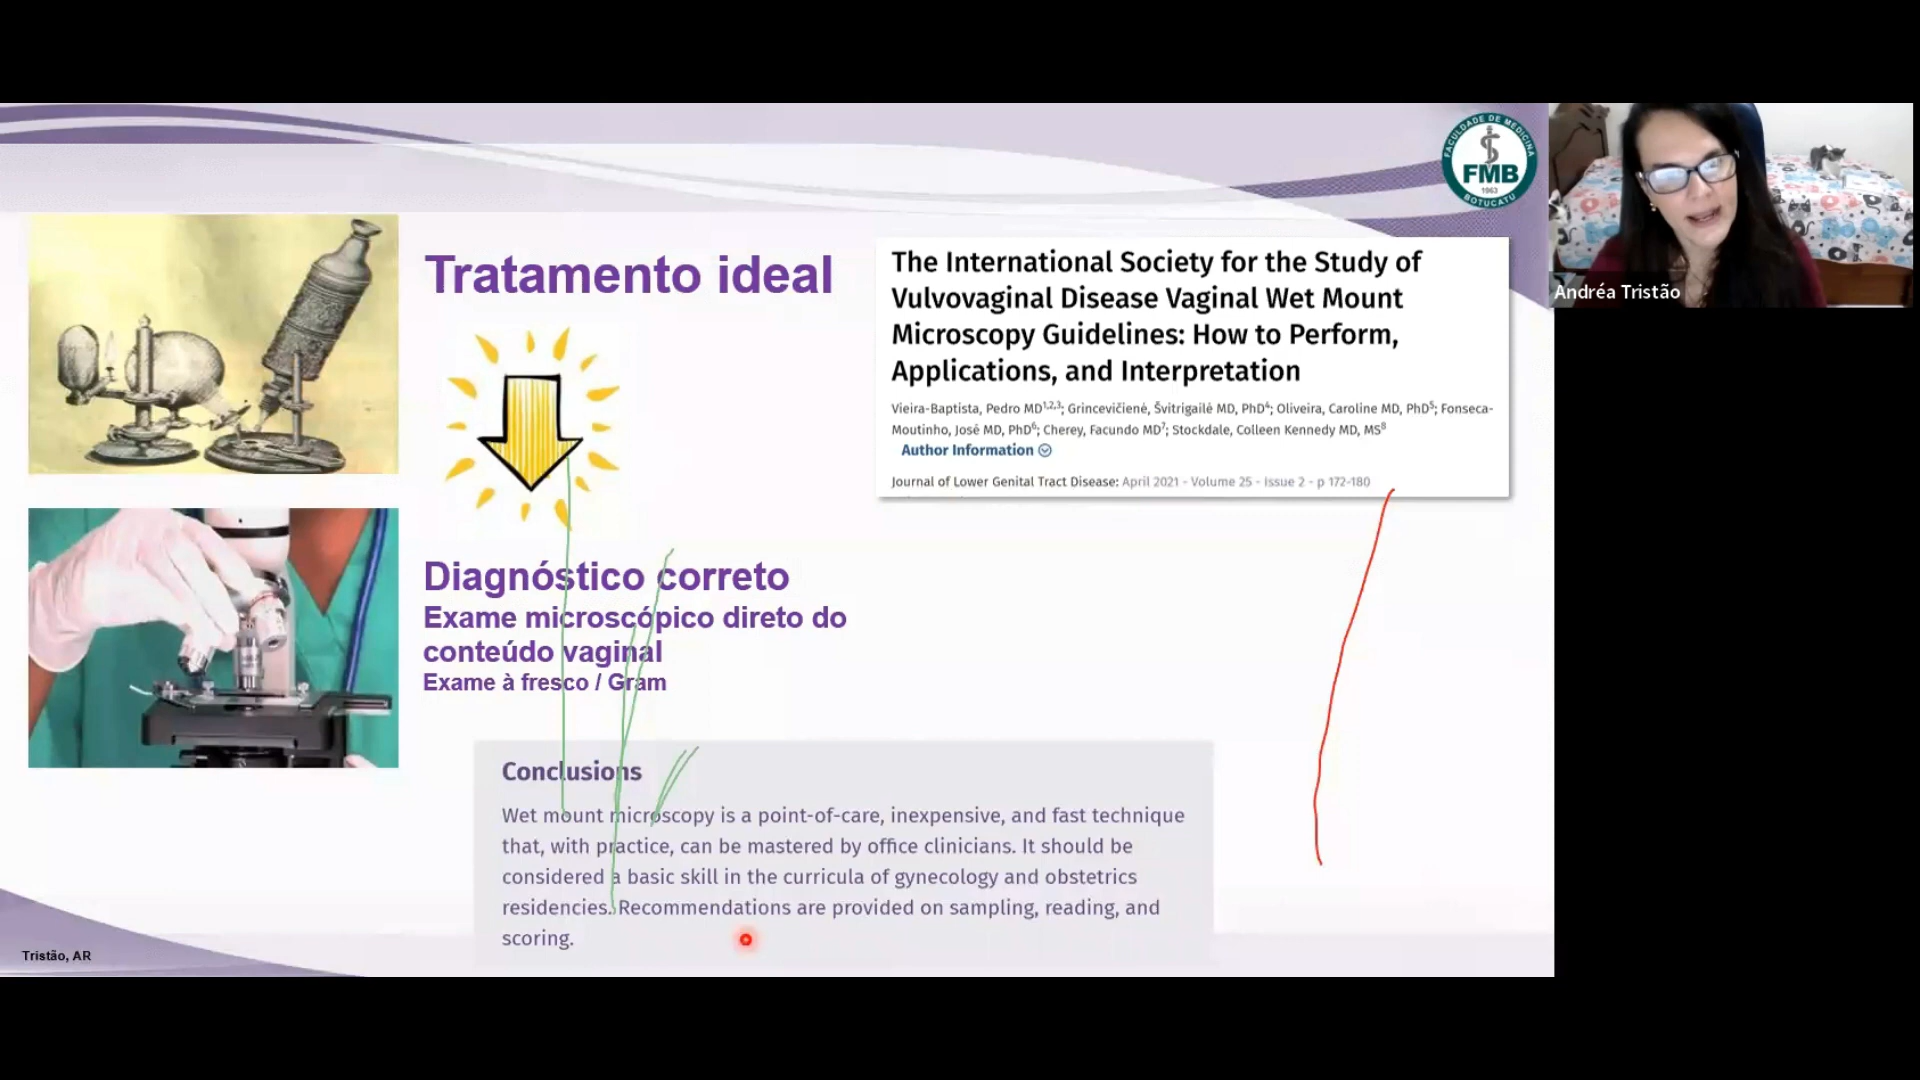 FACULDADE DE MEDICINA
FMB
1963
BOTUCATU
Andréa Tristão
Tratamento ideal
The International Society for the Study of
Vulvovaginal Disease Vaginal Wet Mount
Microscopy Guidelines: How to Perform,
Applications, and Interpretation
Vieira-Baptista, Pedro MD1,2,3; Grincevičienė, Švitrigailė MD, PhD4; Oliveira, Caroline MD, PhD5; Fonseca-
Moutinho, José MD, PhD6; Cherey, Facundo MD7; Stockdale, Colleen Kennedy MD, MS8
Author Information
Journal of Lower Genital Tract Disease: April 2021 - Volume 25 - Issue 2 - p 172-180
Diagnóstico correto
Exame microscópico direto do
conteúdo vaginal
Exame à fresco / Gram
Conclusions
Wet mount microscopy is a point-of-care, inexpensive, and fast technique
that, with practice, can be mastered by office clinicians. It should be
considered a basic skill in the curricula of gynecology and obstetrics
residencies. Recommendations are provided on sampling, reading, and
scoring.
Tristão, AR